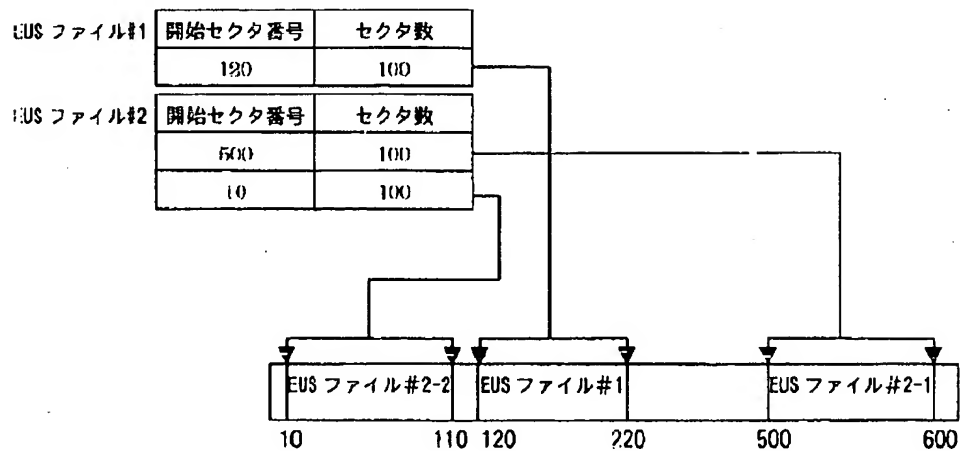 EUS ファイル#1 開始セクタ番号 セクタ数
120 100
EUS ファイル#2 開始セクタ番号 セクタ数
500 100
10 100
EUS ファイル#2-2 EUS ファイル#1 EUS ファイル#2-1
10 110 120 220 500 600